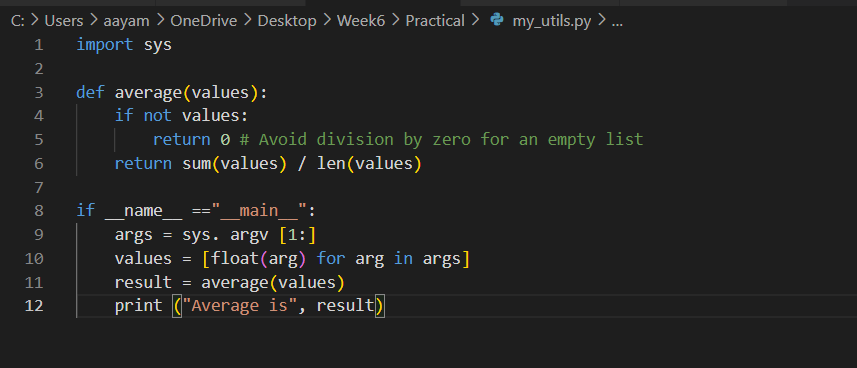 C: > Users > aayam > OneDrive > Desktop > Week6 > Practical > my_utils.py > ...
1 import sys
2
3 def average(values):
4     if not values:
5         return 0 # Avoid division by zero for an empty list
6     return sum(values) / len(values)
7
8 if __name__ =="__main__":
9     args = sys. argv [1:]
10     values = [float(arg) for arg in args]
11     result = average(values)
12     print ("Average is", result)